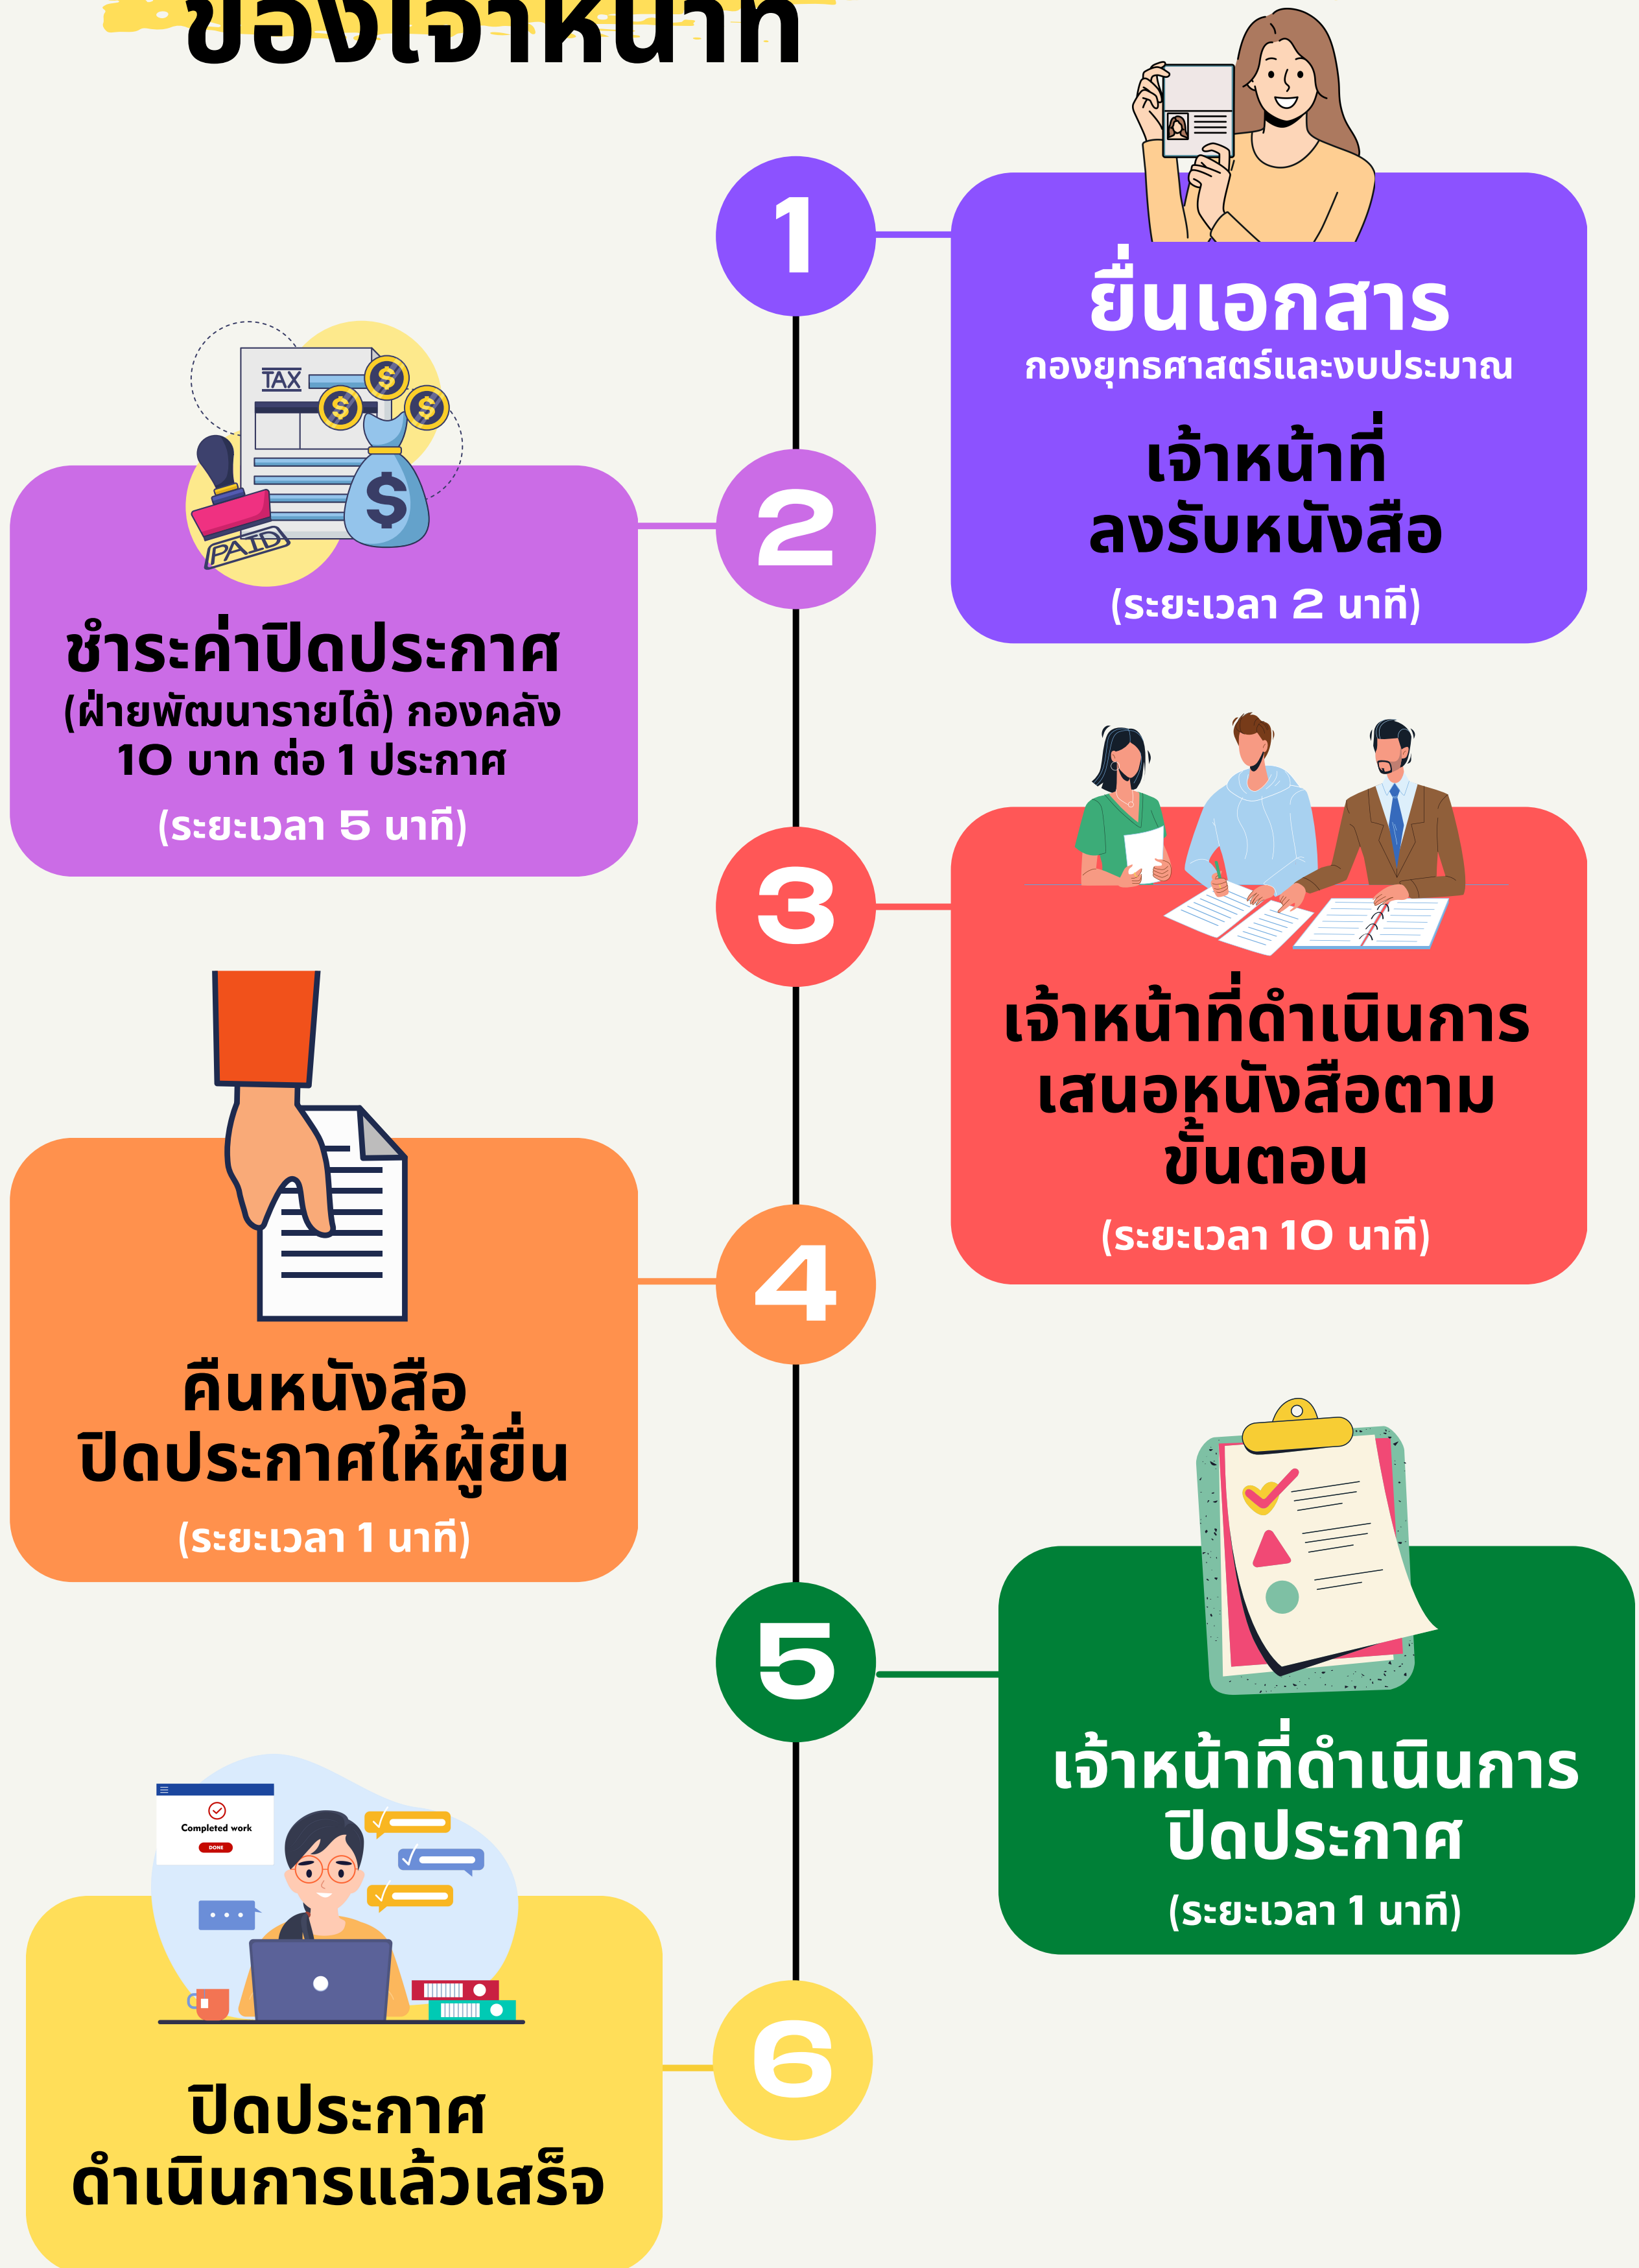 ของเจ้าหน้าที่
1
ยื่นเอกสาร
กองยุทธศาสตร์และงบประมาณ
เจ้าหน้าที่
ลงรับหนังสือ
(ระยะเวลา 2 นาที)
TAX
PAID
2
ชำระค่าปิดประกาศ
(ฝ่ายพัฒนารายได้) กองคลัง
10 บาท ต่อ 1 ประกาศ
(ระยะเวลา 5 นาที)
3
เจ้าหน้าที่ดำเนินการ
เสนอหนังสือตาม
ขั้นตอน
(ระยะเวลา 10 นาที)
4
คืนหนังสือ
ปิดประกาศให้ผู้ยื่น
(ระยะเวลา 1 นาที)
5
เจ้าหน้าที่ดำเนินการ
ปิดประกาศ
(ระยะเวลา 1 นาที)
Completed work
DONE
6
ปิดประกาศ
ดำเนินการแล้วเสร็จ